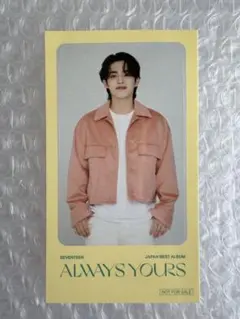 SEVENTEEN JAPAN BEST ALBUM
ALWAYS YOURS
NOT FOR SALE